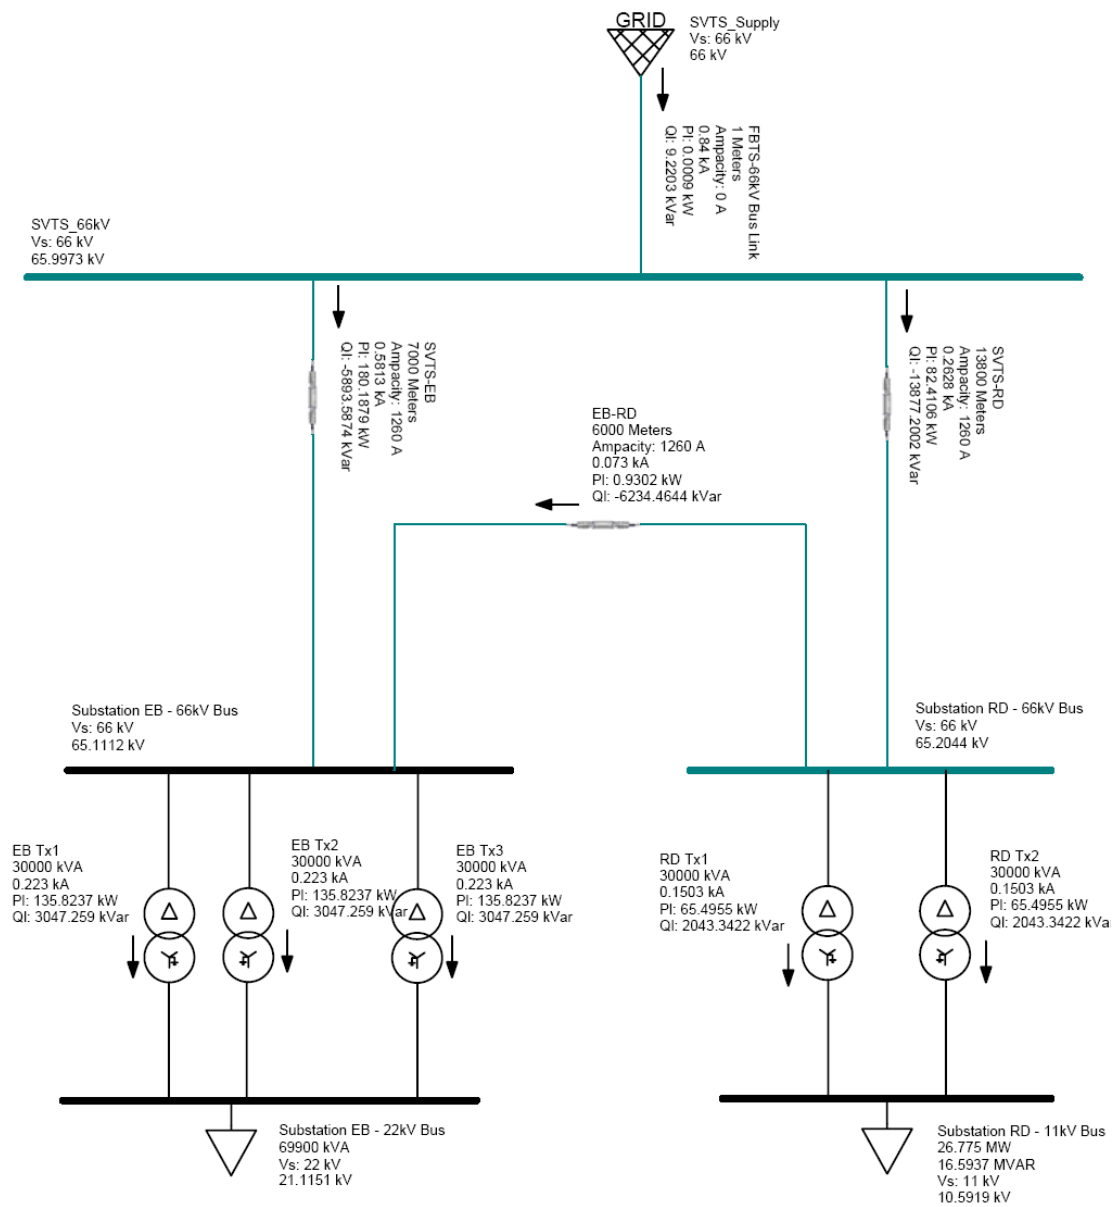 GRID
SVTS_Supply
Vs: 66 kV
66 kV
FBTS-66kV Bus Link
1 Meters
Ampacity: 0 A
0.84 kA
Pl: 0.0009 kW
Ql: 9.2203 kVar
SVTS_66kV
Vs: 66 kV
65.9973 kV
SVTS-EB
7000 Meters
Ampacity: 1260 A
0.5813 kA
Pl: 180.1879 kW
Ql: -5893.5874 kVar
SVTS-RD
13800 Meters
Ampacity: 1260 A
0.2628 kA
Pl: 82.4106 kW
Ql: -13877.2002 kVar
EB-RD
6000 Meters
Ampacity: 1260 A
0.073 kA
Pl: 0.9302 kW
Ql: -6234.4644 kVar
Substation EB - 66kV Bus
Vs: 66 kV
65.1112 kV
Substation RD - 66kV Bus
Vs: 66 kV
65.2044 kV
EB Tx1
30000 kVA
0.223 kA
Pl: 135.8237 kW
Ql: 3047.259 kVar
EB Tx2
30000 kVA
0.223 kA
Pl: 135.8237 kW
Ql: 3047.259 kVar
EB Tx3
30000 kVA
0.223 kA
Pl: 135.8237 kW
Ql: 3047.259 kVar
RD Tx1
30000 kVA
0.1503 kA
Pl: 65.4955 kW
Ql: 2043.3422 kVar
RD Tx2
30000 kVA
0.1503 kA
Pl: 65.4955 kW
Ql: 2043.3422 kVa
Substation EB - 22kV Bus
69900 kVA
Vs: 22 kV
21.1151 kV
Substation RD - 11kV Bus
26.775 MW
16.5937 MVAR
Vs: 11 kV
10.5919 kV